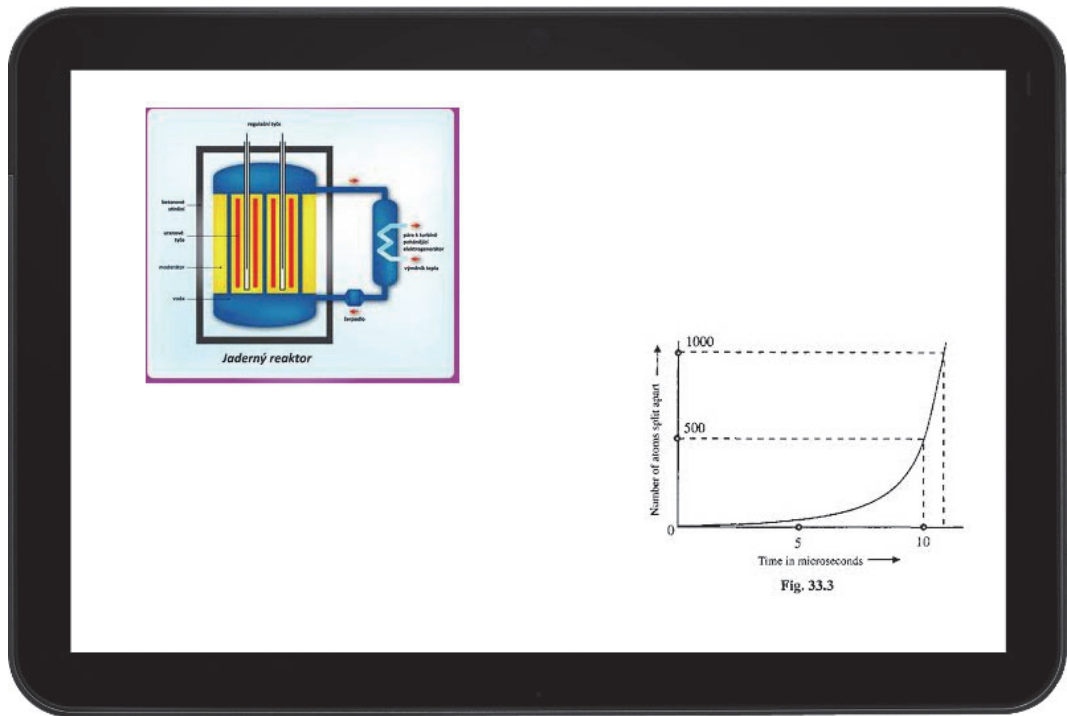 regulační tyče
betonové
stínění
uranové
tyče
moderátor
voda
pára k turbíně
pohánějící
elektrogenerátor
výměník tepla
čerpadlo
Jaderný reaktor
1000
500
0
5
10
Number of atoms split apart
Time in microseconds
Fig. 33.3